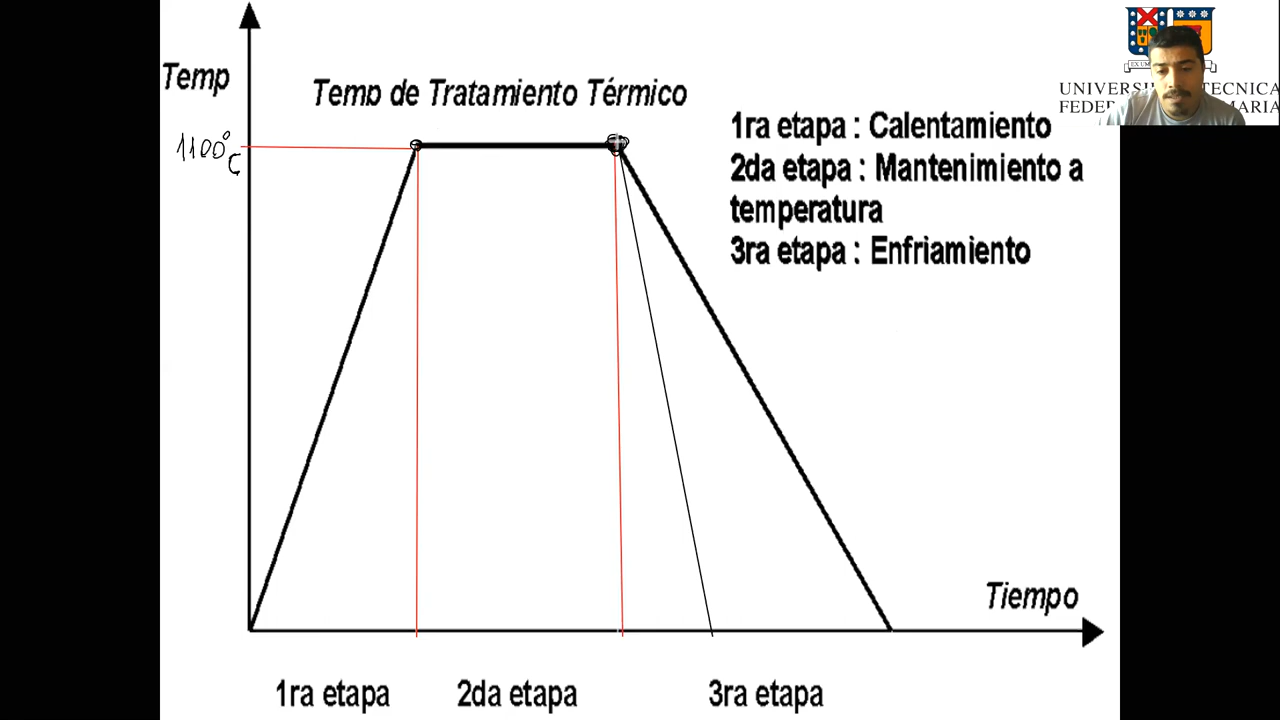 Temp
Temp de Tratamiento Térmico
1100°C
1ra etapa : Calentamiento
2da etapa : Mantenimiento a
temperatura
3ra etapa : Enfriamiento
Tiempo
1ra etapa
2da etapa
3ra etapa
UNIVERSI TECNICA
FEDER MARIA